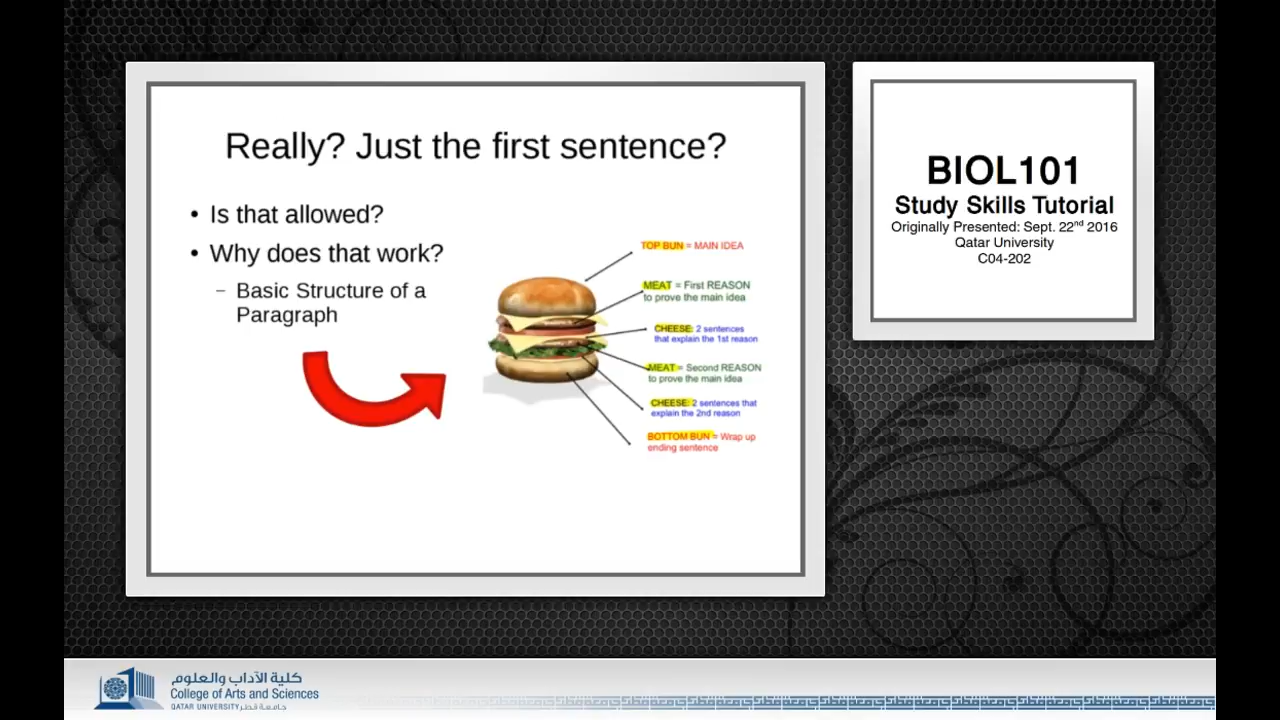 Really? Just the first sentence?
• Is that allowed?
• Why does that work?
– Basic Structure of a
Paragraph
TOP BUN = MAIN IDEA
MEAT = First REASON
to prove the main idea
CHEESE: 2 sentences
that explain the 1st reason
MEAT = Second REASON
to prove the main idea
CHEESE: 2 sentences that
explain the 2nd reason
BOTTOM BUN = Wrap up
ending sentence
BIOL101
Study Skills Tutorial
Originally Presented: Sept. 22nd 2016
Qatar University
C04-202
كلية الآداب والعلوم
College of Arts and Sciences
QATAR UNIVERSITY جامعة قطر